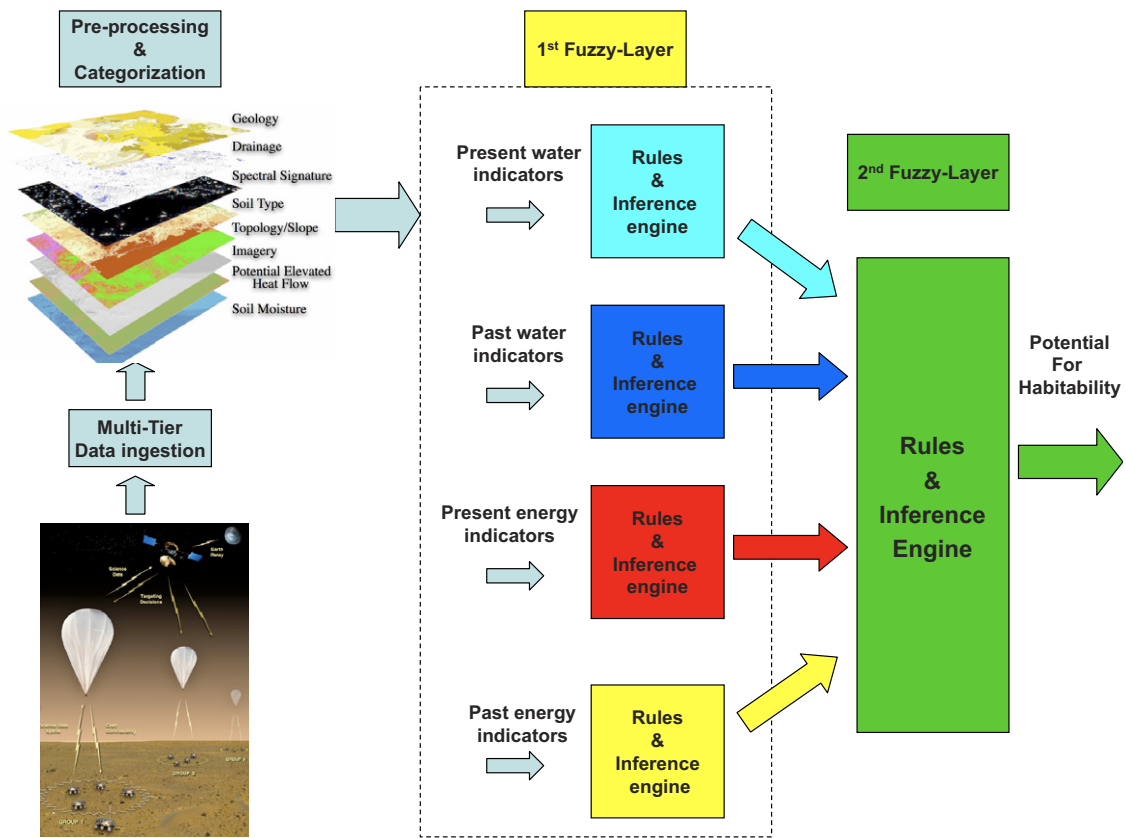 Pre-processing
&
Categorization
Geology
Drainage
Spectral Signature
Soil Type
Topology/Slope
Imagery
Potential Elevated
Heat Flow
Soil Moisture
Multi-Tier
Data ingestion
Earth
Relay
Science
Data
Targeting
Decisions
GROUP 1
1st Fuzzy-Layer
Present water
indicators
Rules
&
Inference
engine
Past water
indicators
Rules
&
Inference
engine
Present energy
indicators
Rules
&
Inference
engine
Past energy
indicators
Rules
&
Inference
engine
2nd Fuzzy-Layer
Rules
&
Inference
Engine
Potential
For
Habitability